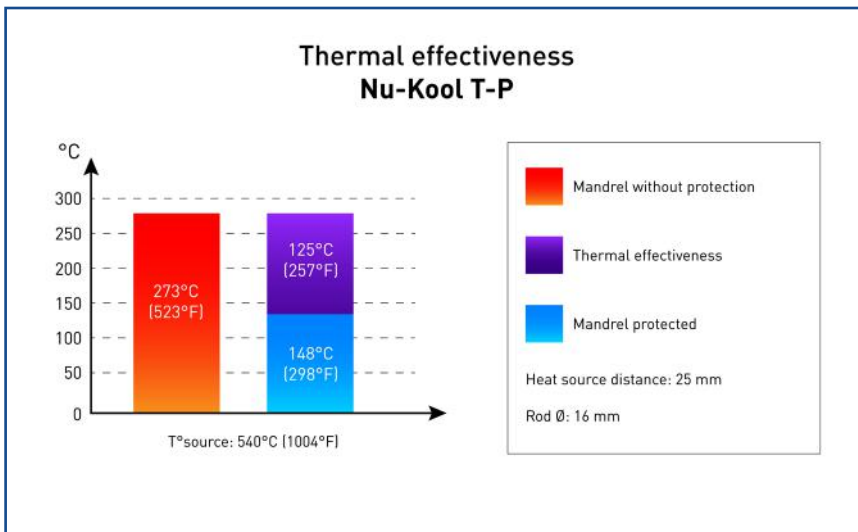 Thermal effectiveness
Nu-Kool T-P
°C
300
250
200
150
100
50
0
273°C
(523°F)
125°C
(257°F)
148°C
(298°F)
T°source: 540°C (1004°F)
Mandrel without protection
Thermal effectiveness
Mandrel protected
Heat source distance: 25 mm
Rod Ø: 16 mm